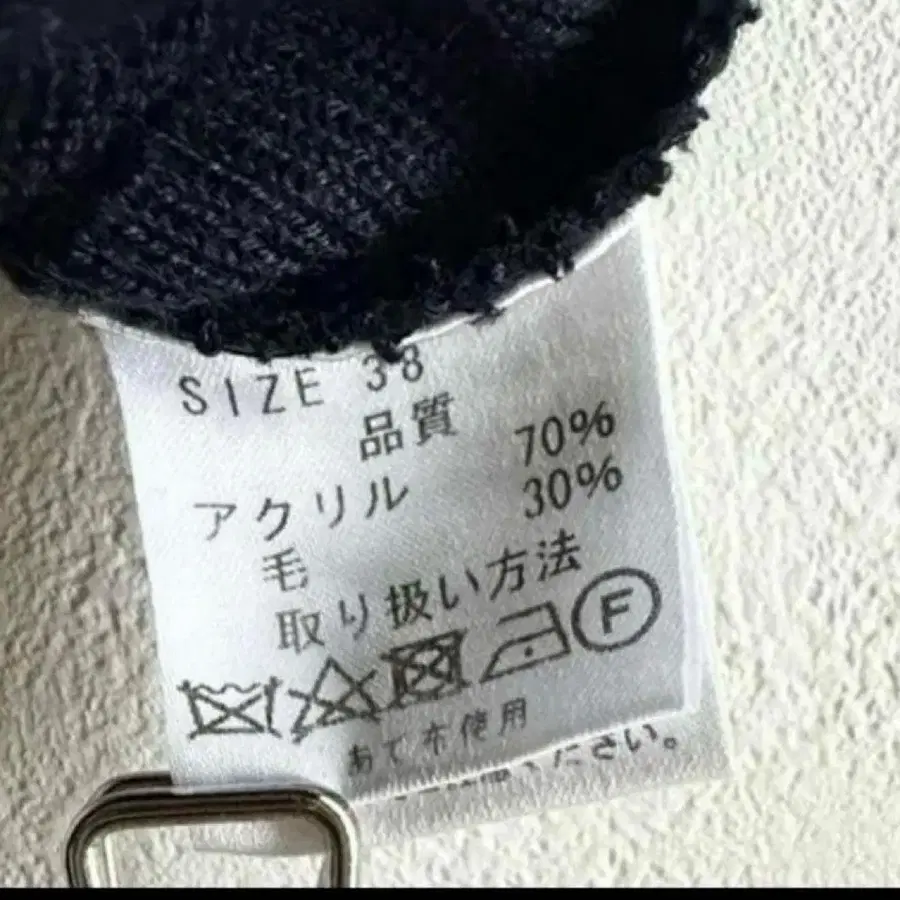 SIZE 38
品質
アクリル 70%
毛 30%
取り扱い方法
F
あて布使用
ください。